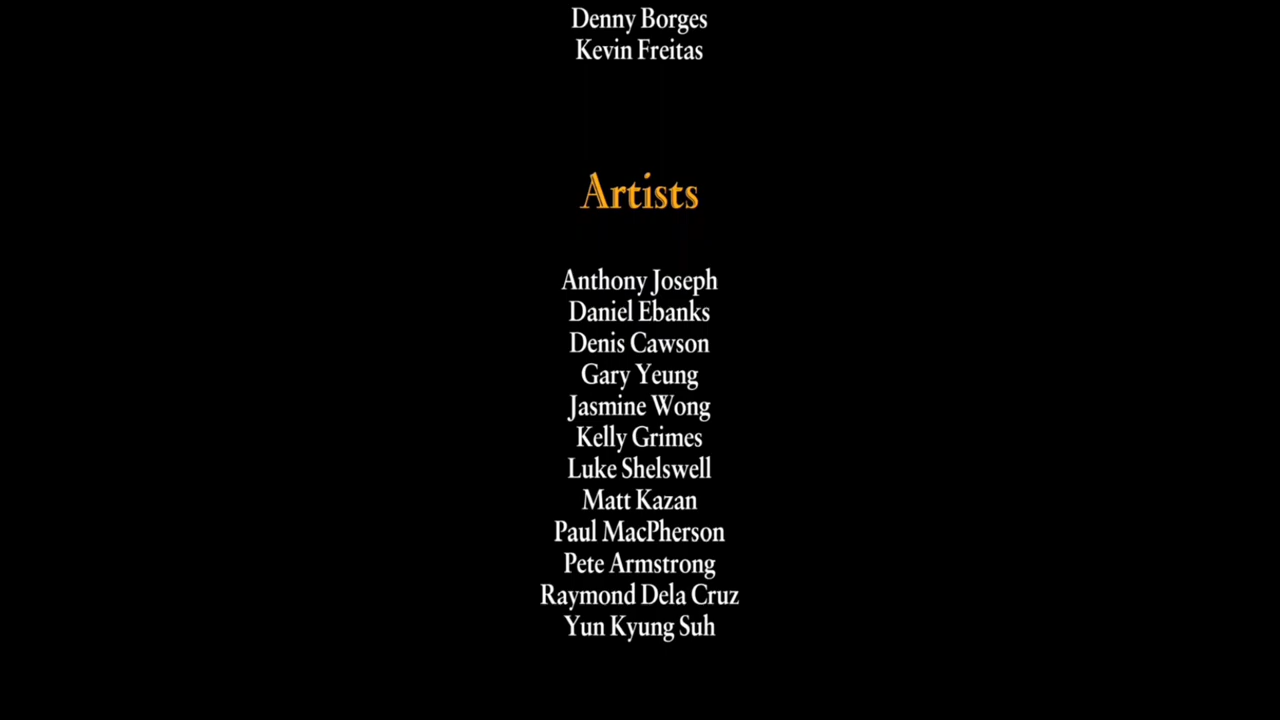 Denny Borges
Kevin Freitas
Artists
Anthony Joseph
Daniel Ebanks
Denis Cawson
Gary Yeung
Jasmine Wong
Kelly Grimes
Luke Shelswell
Matt Kazan
Paul MacPherson
Pete Armstrong
Raymond Dela Cruz
Yun Kyung Suh